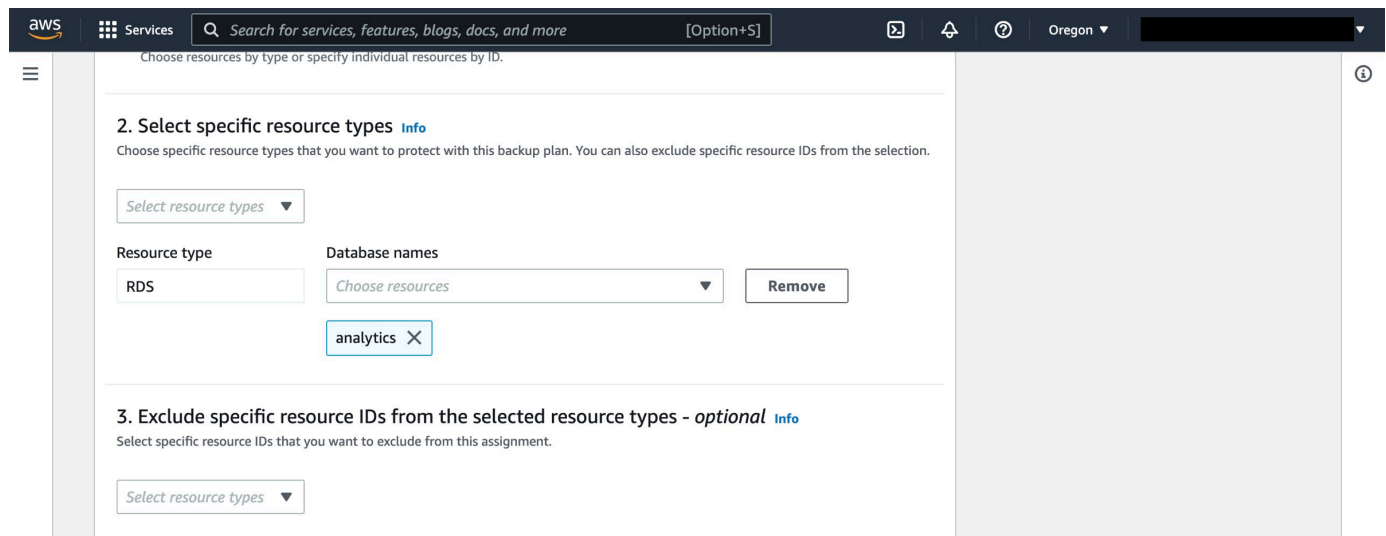 aws Services Search for services, features, blogs, docs, and more [Option+S] Oregon
Choose resources by type or specify individual resources by ID.
2. Select specific resource types Info
Choose specific resource types that you want to protect with this backup plan. You can also exclude specific resource IDs from the selection.
Select resource types
Resource type Database names
RDS Choose resources Remove
analytics
3. Exclude specific resource IDs from the selected resource types - optional Info
Select specific resource IDs that you want to exclude from this assignment.
Select resource types